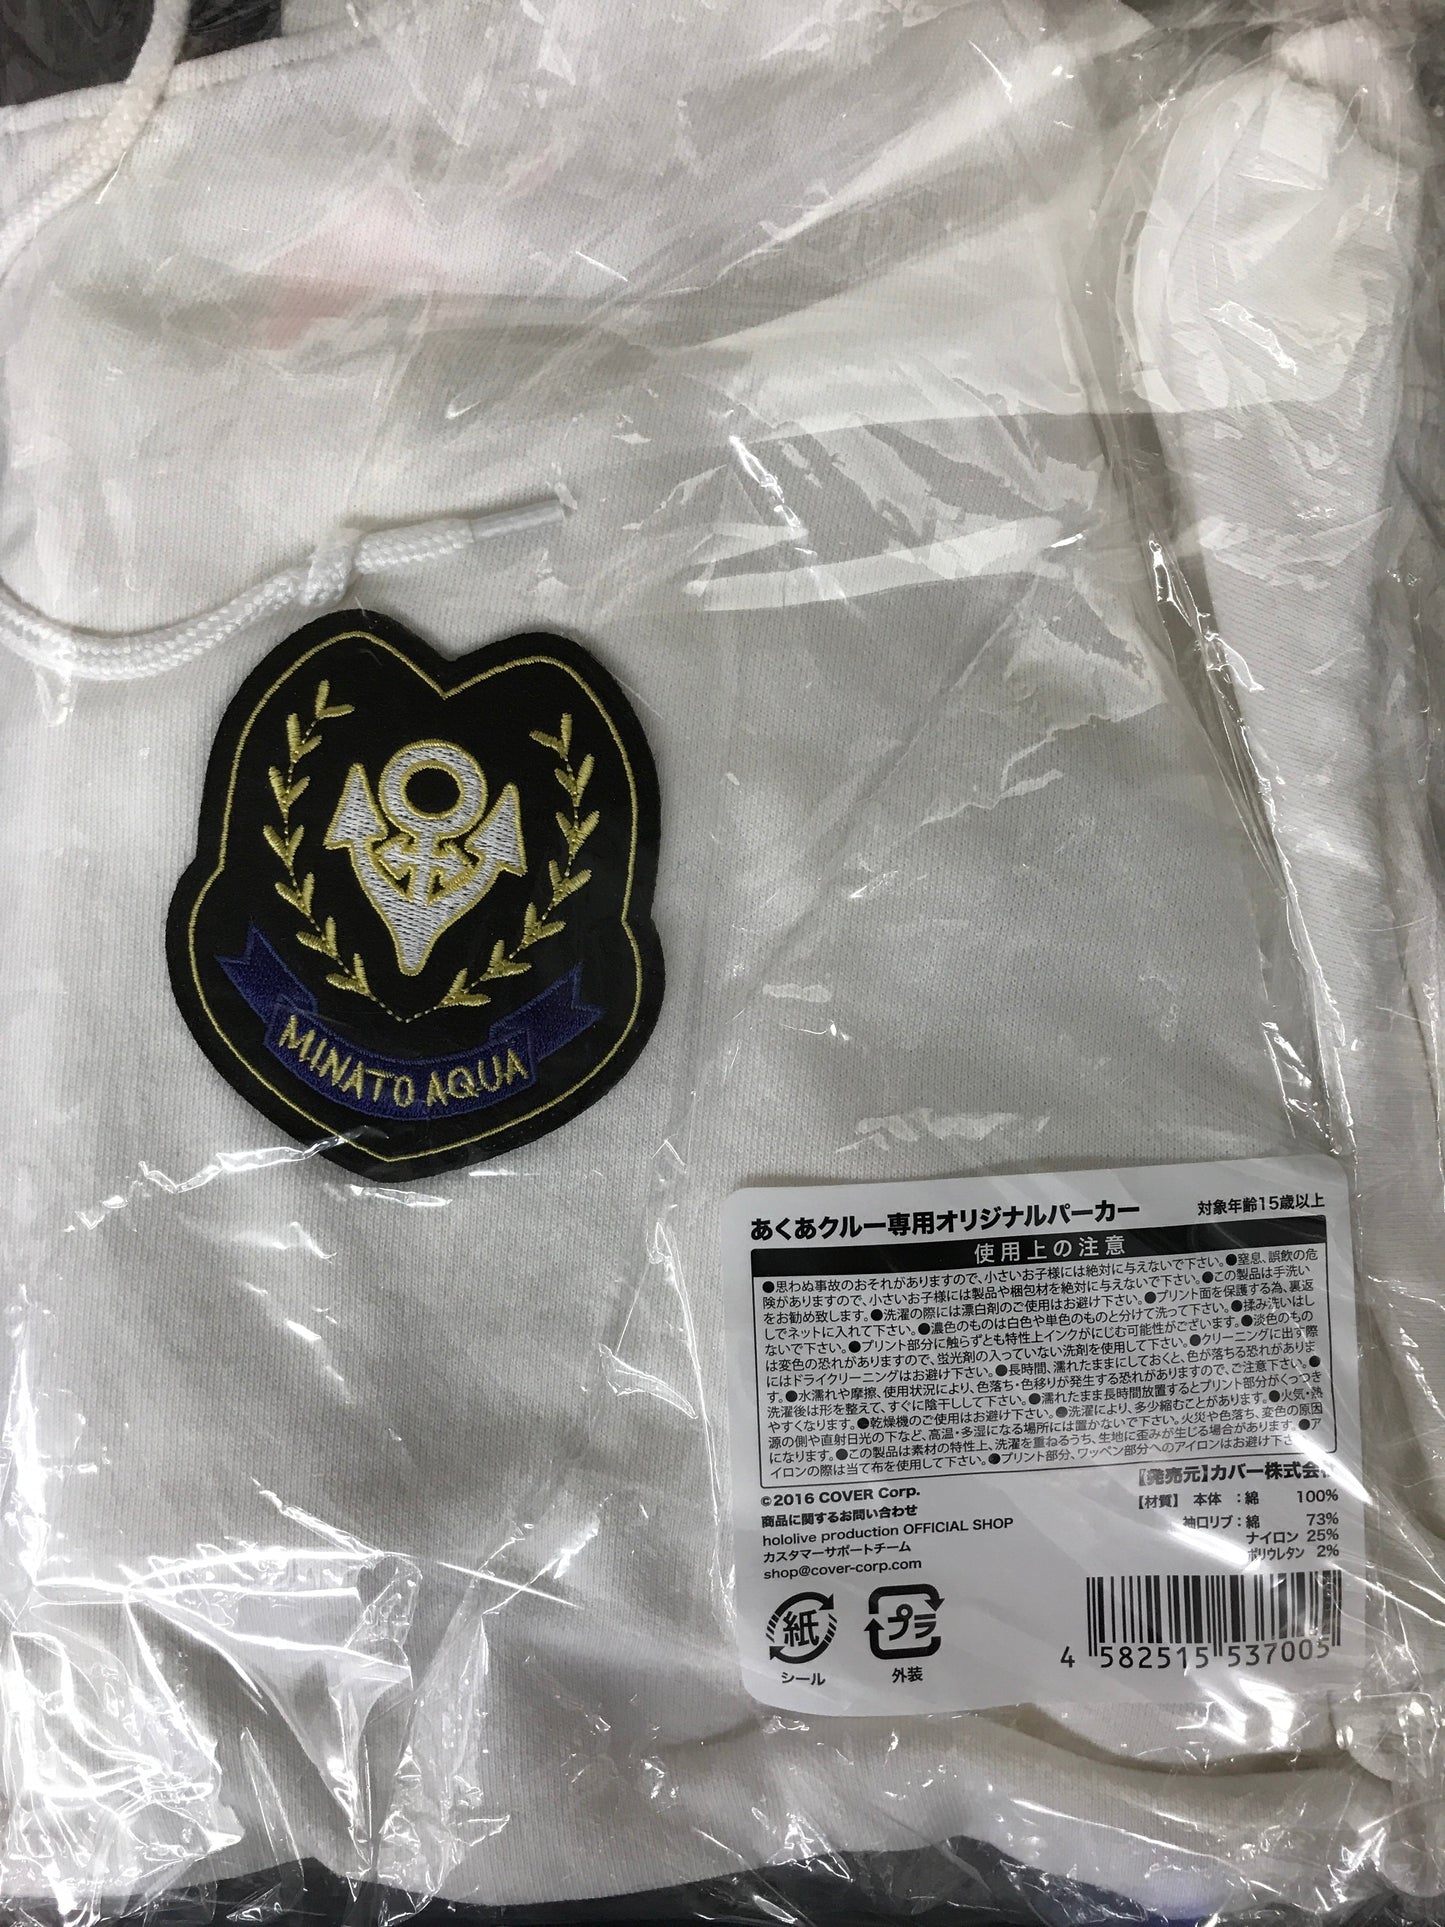 MINATO AQUA
あくあクルー専用オリジナルパーカー 対象年齢15歳以上
使用上の注意
●思わぬ事故のおそれがありますので、小さいお子様には絶対に与えないで下さい。●窒息、誤飲の危
険がありますので、小さいお子様には製品や梱包材を絶対に与えないで下さい。●この製品は手洗い
をお勧め致します。●洗濯の際には漂白剤のご使用はお避け下さい。●プリント面を保護する為、裏返
しでネットに入れて下さい。●濃色のものは白色や単色のものと分けて洗って下さい。●揉み洗いはし
ないで下さい。●プリント部分に触らずとも特性上インクがにじむ可能性がございます。●淡色のもの
は変色の恐れがありますので、蛍光剤の入っていない洗剤を使用して下さい。●クリーニングに出す際
にはドライクリーニングはお避け下さい。●長時間、濡れたままにしておくと、色が落ちる恐れがありま
す。●水濡れや摩擦、使用状況により、色落ち・色移りが発生する恐れがありますので、ご注意下さい。●
洗濯後は形を整えて、すぐに陰干しして下さい。●濡れたまま長時間放置するとプリント部分がくっつき
やすくなります。●乾燥機のご使用はお避け下さい。●洗濯により、多少縮むことがあります。●火気・熱
源の側や直射日光の下など、高温・多湿になる場所には置かないで下さい。火災や色落ち、変色の原因
になります。●この製品は素材の特性上、洗濯を重ねるうち、生地に歪みが生じる場合があります。●ア
イロンの際は当て布を使用して下さい。●プリント部分、ワッペン部分へのアイロンはお避け下さ
【発売元】カバー株式会社
©2016 COVER Corp.
商品に関するお問い合わせ
hololive production OFFICIAL SHOP
カスタマーサポートチーム
shop@cover-corp.com
【材質】 本体 ：綿 100%
袖口リブ：綿 73%
ナイロン 25%
ポリウレタン 2%
紙
シール
プラ
外装
4 582515 537005